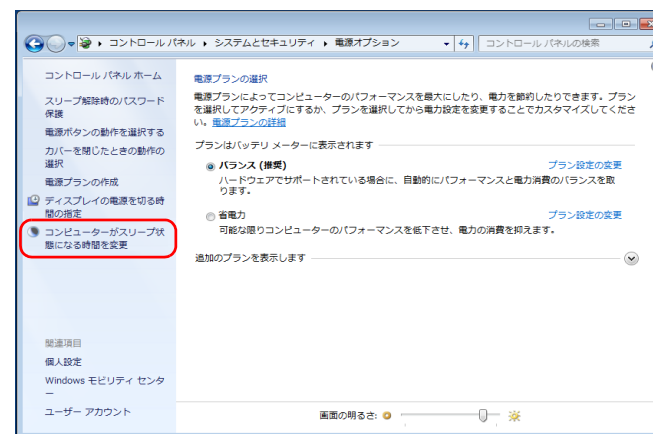 コントロール パネル ▸ システムとセキュリティ ▸ 電源オプション
コントロール パネルの検索
コントロール パネル ホーム
スリープ解除時のパスワード
保護
電源ボタンの動作を選択する
カバーを閉じたときの動作の
選択
電源プランの作成
ディスプレイの電源を切る時
間の指定
コンピューターがスリープ状
態になる時間を変更
関連項目
個人設定
Windows モビリティ センタ
ー
ユーザー アカウント
電源プランの選択
電源プランによってコンピューターのパフォーマンスを最大にしたり、電力を節約したりできます。プラン
を選択してアクティブにするか、プランを選択してから電力設定を変更することでカスタマイズしてくださ
い。電源プランの詳細
プランはバッテリ メーターに表示されます
バランス (推奨) プラン設定の変更
ハードウェアでサポートされている場合に、自動的にパフォーマンスと電力消費のバランスを取
ります。
省電力 プラン設定の変更
可能な限りコンピューターのパフォーマンスを低下させ、電力の消費を抑えます。
追加のプランを表示します
画面の明るさ: